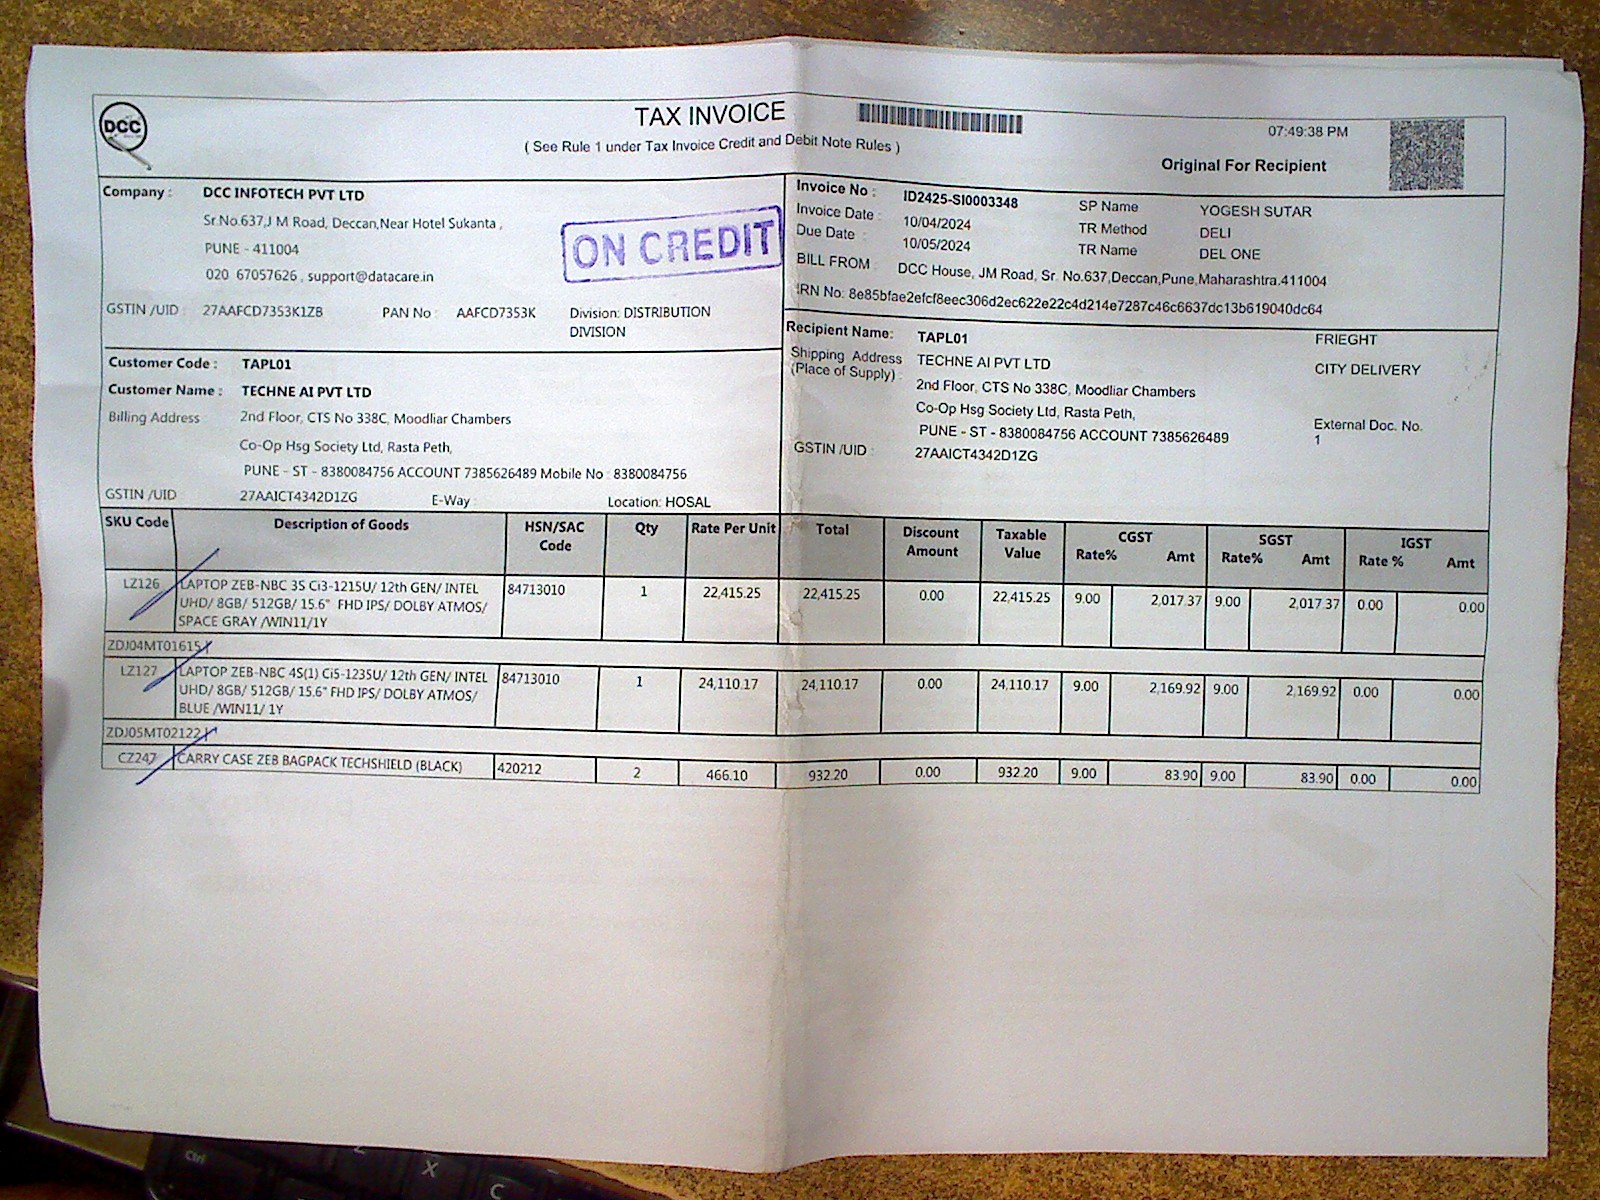 DCC
TAX INVOICE
( See Rule 1 under Tax Invoice Credit and Debit Note Rules )
07:49:38 PM
Original For Recipient
Company : DCC INFOTECH PVT LTD
Sr.No.637,J M Road, Deccan,Near Hotel Sukanta ,
PUNE - 411004
020 67057626 , support@datacare.in
GSTIN /UID : 27AAFCD7353K1ZB PAN No : AAFCD7353K Division: DISTRIBUTION
DIVISION
ON CREDIT
Invoice No : ID2425-SI0003348 SP Name YOGESH SUTAR
Invoice Date : 10/04/2024 TR Method DELI
Due Date : 10/05/2024 TR Name DEL ONE
BILL FROM DCC House, JM Road, Sr. No.637,Deccan,Pune,Maharashtra.411004
IRN No: 8e85bfae2efcf8eec306d2ec622e22c4d214e7287c46c6637dc13b619040dc64
Customer Code : TAPL01
Customer Name : TECHNE AI PVT LTD
Billing Address 2nd Floor, CTS No 338C, Moodliar Chambers
Co-Op Hsg Society Ltd, Rasta Peth,
PUNE - ST - 8380084756 ACCOUNT 7385626489 Mobile No : 8380084756
GSTIN /UID 27AAICT4342D1ZG E-Way Location: HOSAL
Recipient Name: TAPL01 FRIEGHT
Shipping Address TECHNE AI PVT LTD CITY DELIVERY
(Place of Supply) : 2nd Floor, CTS No 338C, Moodliar Chambers
Co-Op Hsg Society Ltd, Rasta Peth, External Doc. No.
PUNE - ST - 8380084756 ACCOUNT 7385626489 1
GSTIN /UID : 27AAICT4342D1ZG
SKU Code Description of Goods HSN/SAC Code Qty Rate Per Unit Total Discount Amount Taxable Value CGST Rate% Amt SGST Rate% Amt IGST Rate % Amt
LZ126 LAPTOP ZEB-NBC 3S Ci3-1215U/ 12th GEN/ INTEL 84713010 1 22,415.25 22,415.25 0.00 22,415.25 9.00 2,017.37 9.00 2,017.37 0.00 0.00
UHD/ 8GB/ 512GB/ 15.6" FHD IPS/ DOLBY ATMOS/
SPACE GRAY /WIN11/1Y
ZDJ04MT01615
LZ127 LAPTOP ZEB-NBC 4S(1) Ci5-1235U/ 12th GEN/ INTEL 84713010 1 24,110.17 24,110.17 0.00 24,110.17 9.00 2,169.92 9.00 2,169.92 0.00 0.00
UHD/ 8GB/ 512GB/ 15.6" FHD IPS/ DOLBY ATMOS/
BLUE /WIN11/ 1Y
ZDJ05MT02122
CZ247 CARRY CASE ZEB BAGPACK TECHSHIELD (BLACK) 420212 2 466.10 932.20 0.00 932.20 9.00 83.90 9.00 83.90 0.00 0.00
Ctrl
X
C